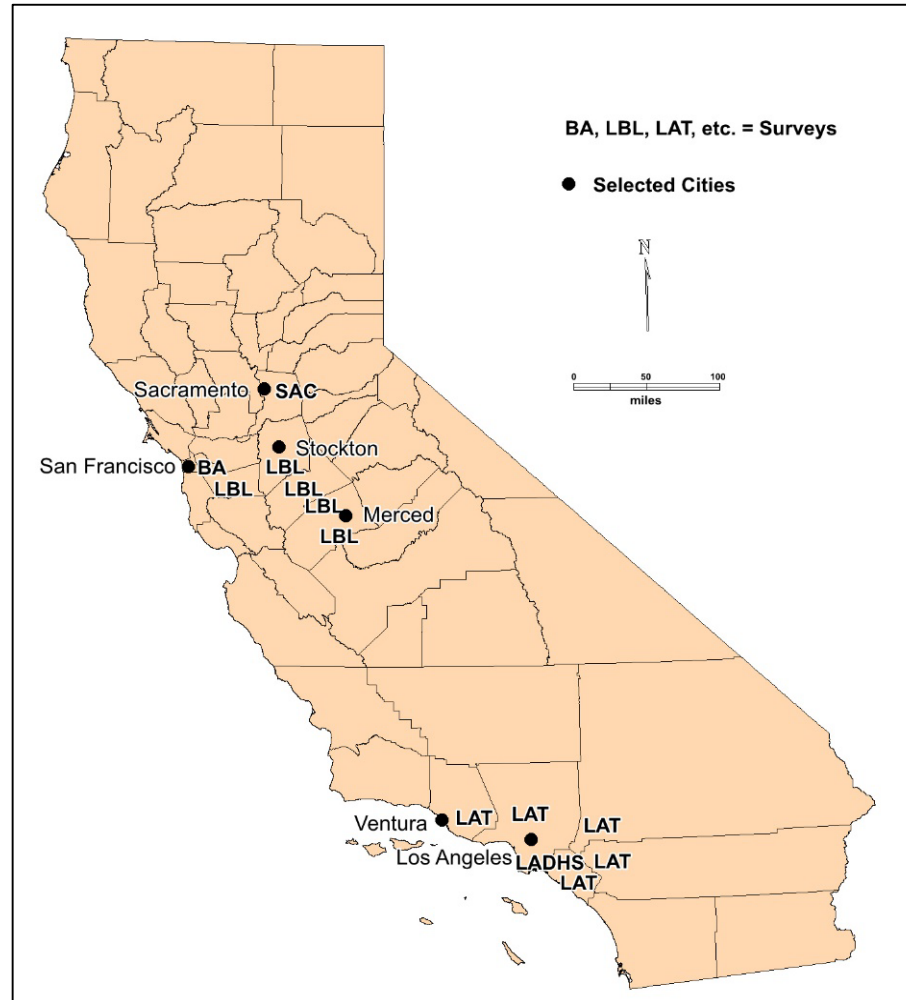 BA, LBL, LAT, etc. = Surveys
Selected Cities
N
0 50 100
miles
Sacramento SAC
Stockton
San Francisco BA
LBL
LBL
LBL
LBL
Merced
LBL
Ventura LAT
LAT
LAT
Los Angeles
LADHS
LAT
LAT